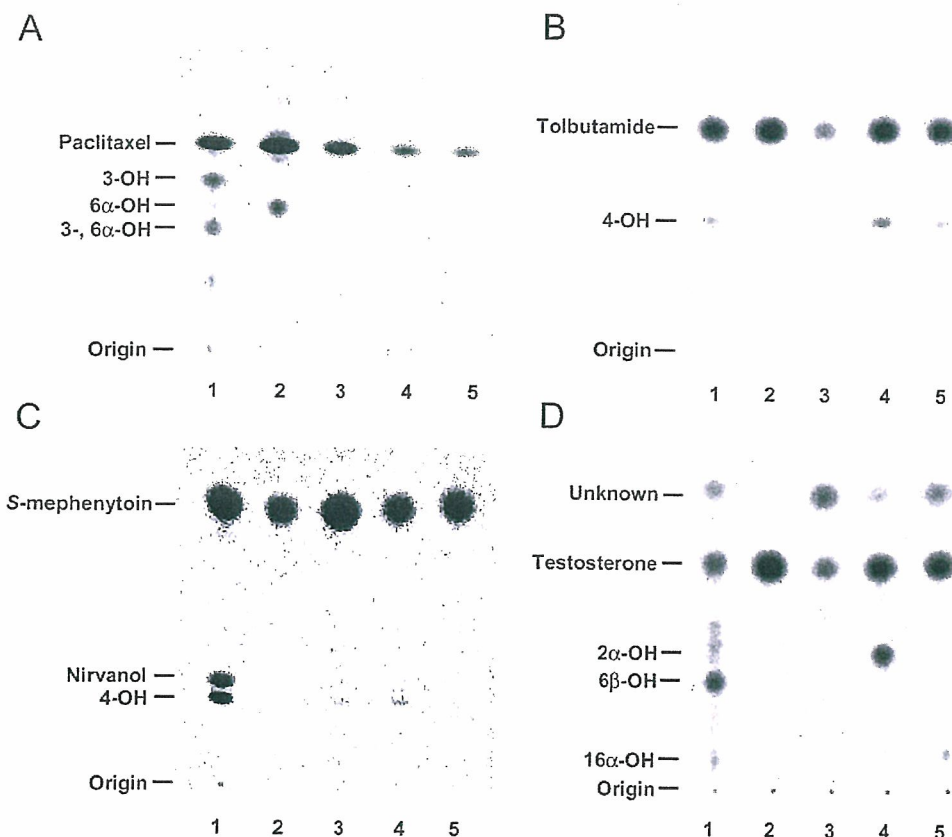 A
Paclitaxel
3-OH
6α-OH
3-, 6α-OH
Origin
1 2 3 4 5
B
Tolbutamide
4-OH
Origin
1 2 3 4 5
C
S-mephenytoin
Nirvanol
4-OH
Origin
1 2 3 4 5
D
Unknown
Testosterone
2α-OH
6β-OH
16α-OH
Origin
1 2 3 4 5